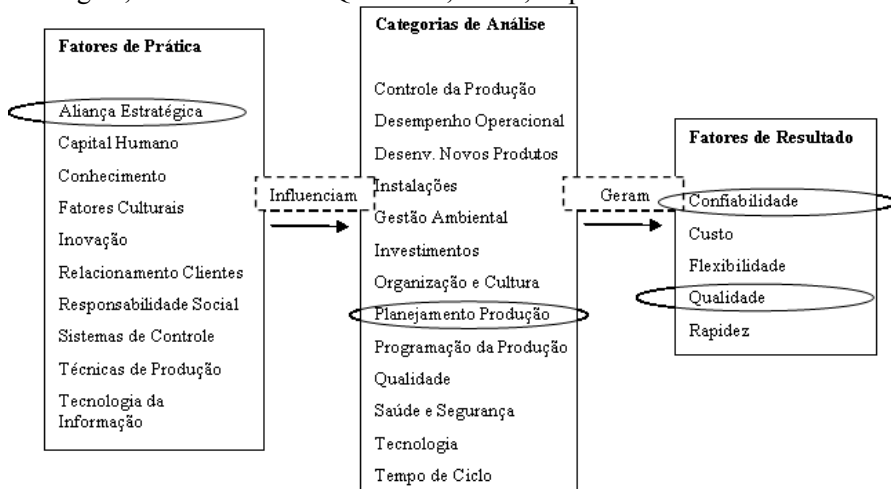 Fatores de Prática
Aliança Estratégica
Capital Humano
Conhecimento
Fatores Culturais
Inovação
Relacionamento Clientes
Responsabilidade Social
Sistemas de Controle
Técnicas de Produção
Tecnologia da
Informação
Influenciam
Categorias de Análise
Controle da Produção
Desempenho Operacional
Desenv. Novos Produtos
Instalações
Gestão Ambiental
Investimentos
Organização e Cultura
Planejamento Produção
Programação da Produção
Qualidade
Saúde e Segurança
Tecnologia
Tempo de Ciclo
Geram
Fatores de Resultado
Confiabilidade
Custo
Flexibilidade
Qualidade
Rapidez